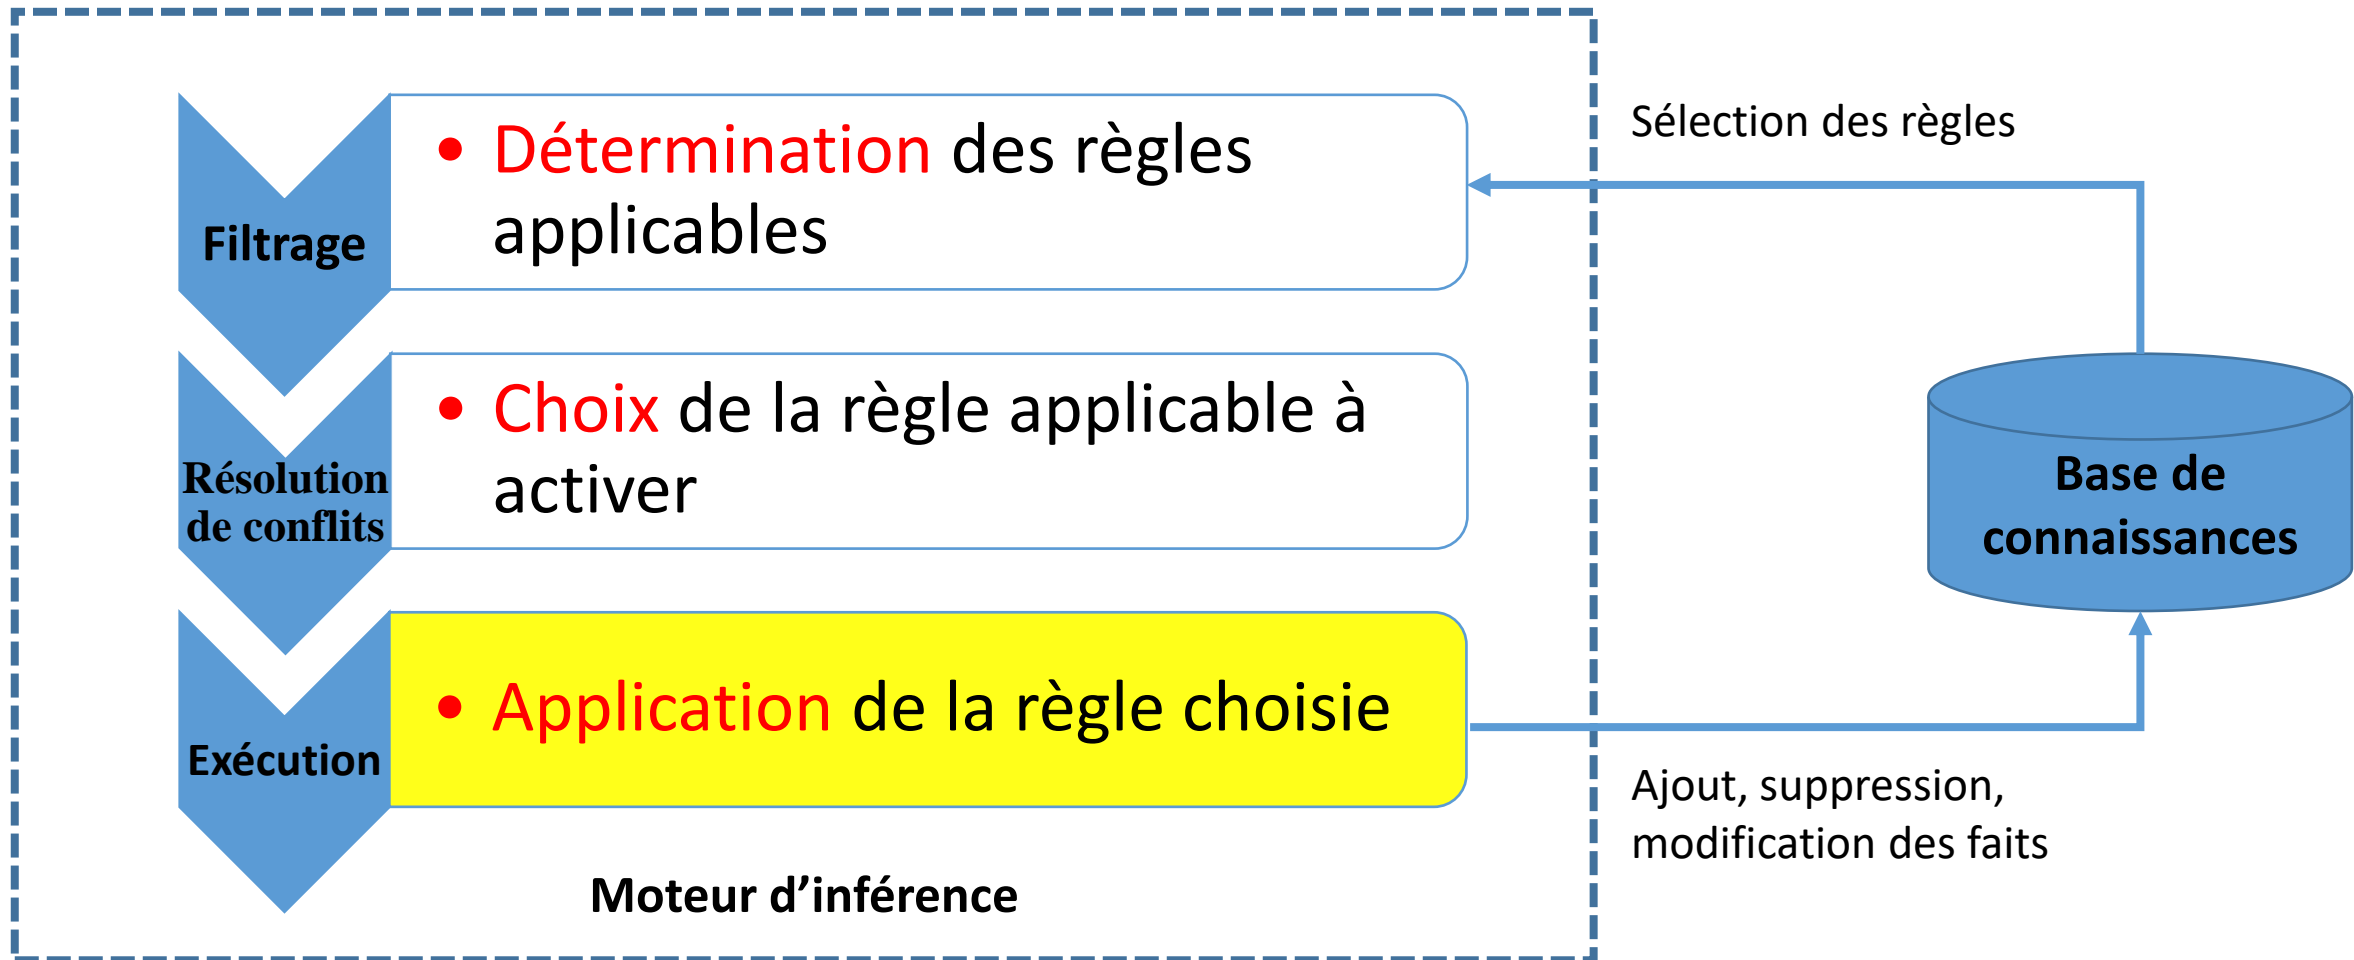 Filtrage
• Détermination des règles
applicables
Résolution
de conflits
• Choix de la règle applicable à
activer
Exécution
• Application de la règle choisie
Moteur d’inférence
Sélection des règles
Base de
connaissances
Ajout, suppression,
modification des faits